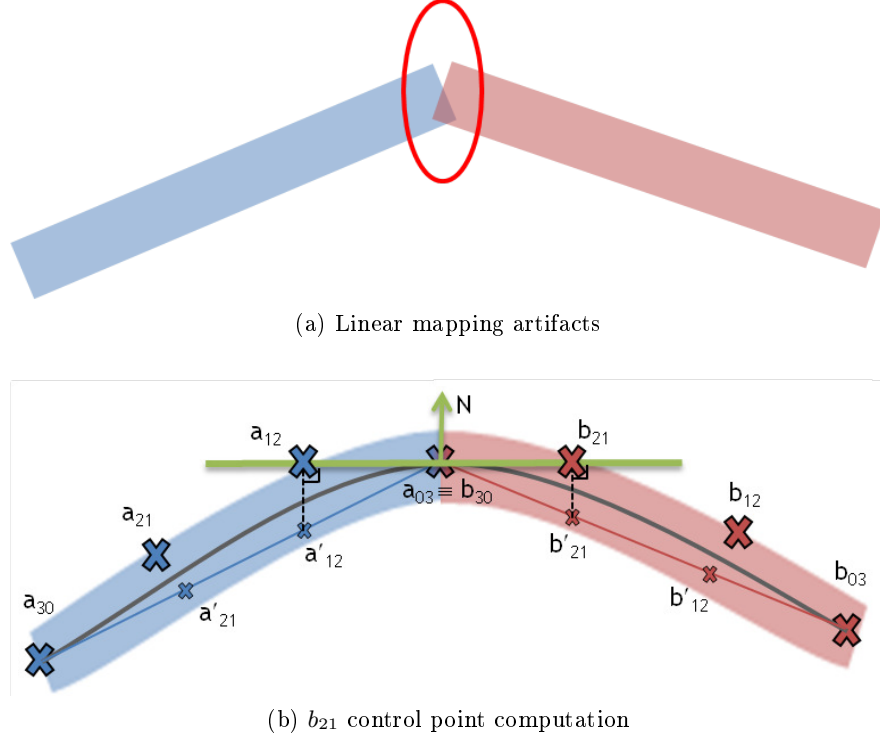 (a) Linear mapping artifacts
N
a₁₂
b₂₁
a₂₁
a₀₃ ≡ b₃₀
b₁₂
a'₁₂
b'₂₁
a₃₀
a'₂₁
b'₁₂
b₀₃
(b) b₂₁ control point computation